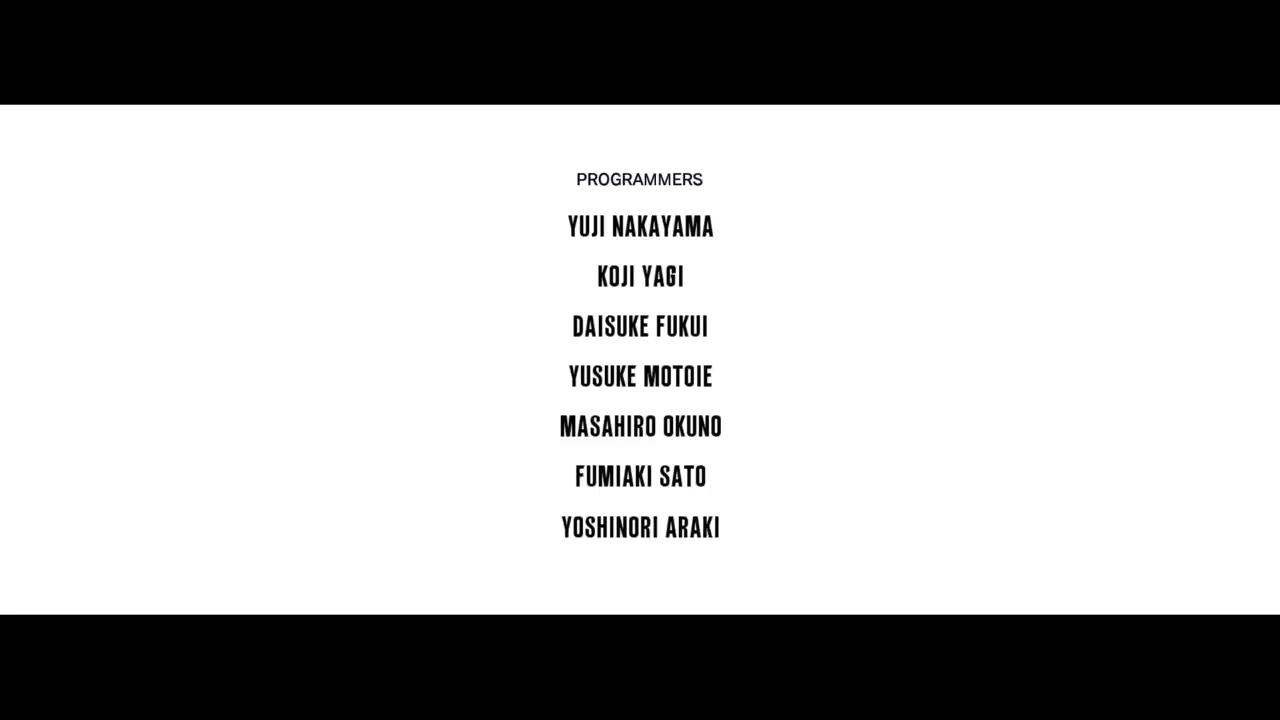 PROGRAMMERS
YUJI NAKAYAMA
KOJI YAGI
DAISUKE FUKUI
YUSUKE MOTOIE
MASAHIRO OKUNO
FUMIAKI SATO
YOSHINORI ARAKI